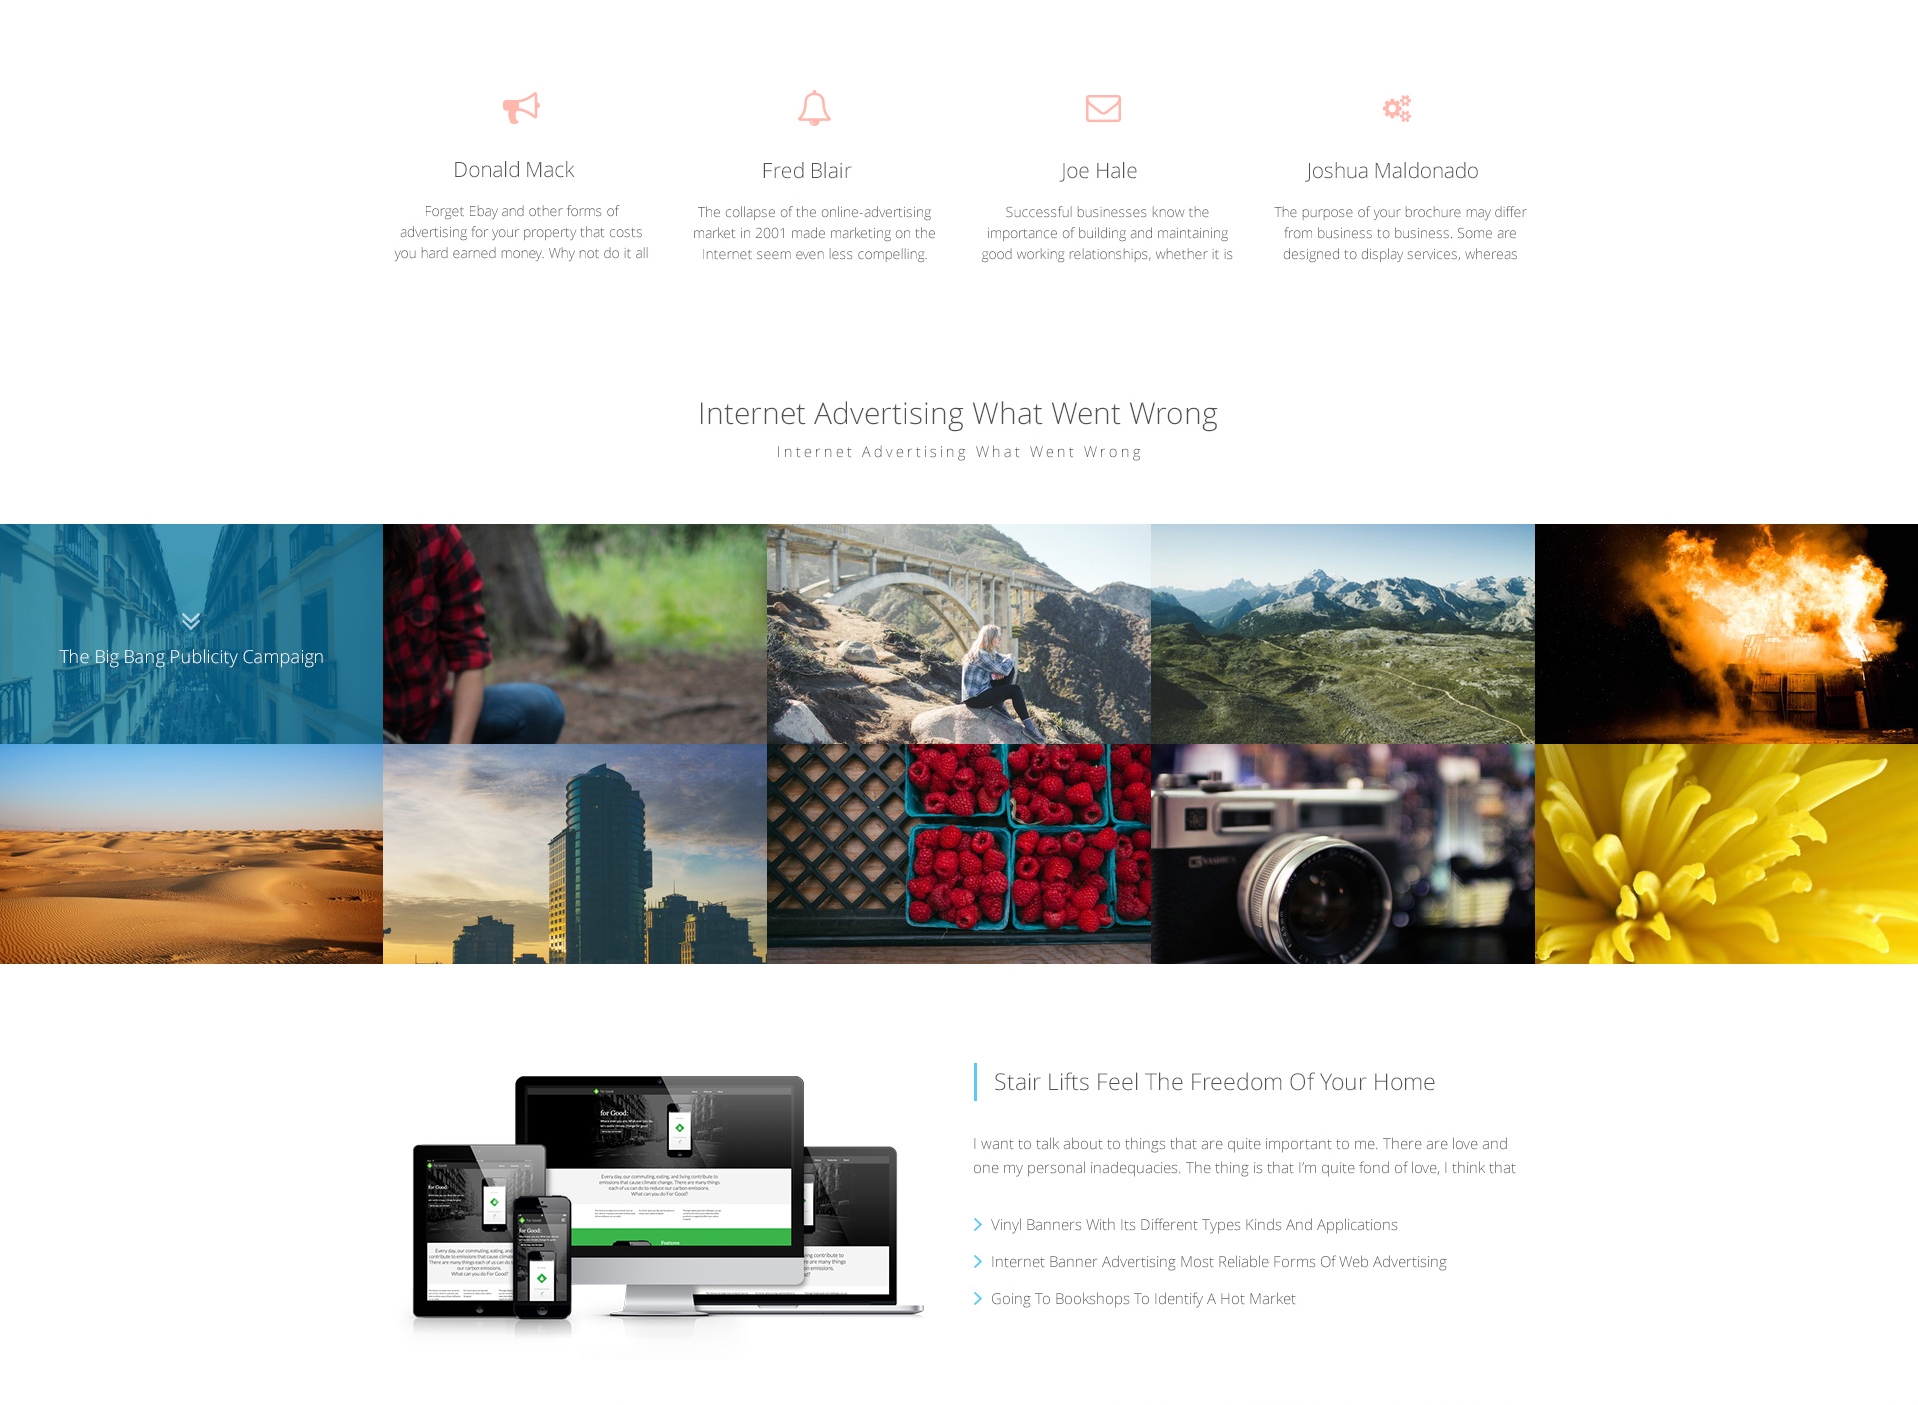 Donald Mack
Forget Ebay and other forms of
advertising for your property that costs
you hard earned money. Why not do it all
Fred Blair
The collapse of the online-advertising
market in 2001 made marketing on the
Internet seem even less compelling.
Joe Hale
Successful businesses know the
importance of building and maintaining
good working relationships, whether it is
Joshua Maldonado
The purpose of your brochure may differ
from business to business. Some are
designed to display services, whereas
Internet Advertising What Went Wrong
Internet Advertising What Went Wrong
The Big Bang Publicity Campaign
for Good:
Every day, our commuting, eating, and living contribute to
emissions that cause climate change. There are many things
each of us can do to reduce our carbon emissions.
What can you do For Good?
Features
Stair Lifts Feel The Freedom Of Your Home
I want to talk about to things that are quite important to me. There are love and
one my personal inadequacies. The thing is that I’m quite fond of love, I think that
Vinyl Banners With Its Different Types Kinds And Applications
Internet Banner Advertising Most Reliable Forms Of Web Advertising
Going To Bookshops To Identify A Hot Market